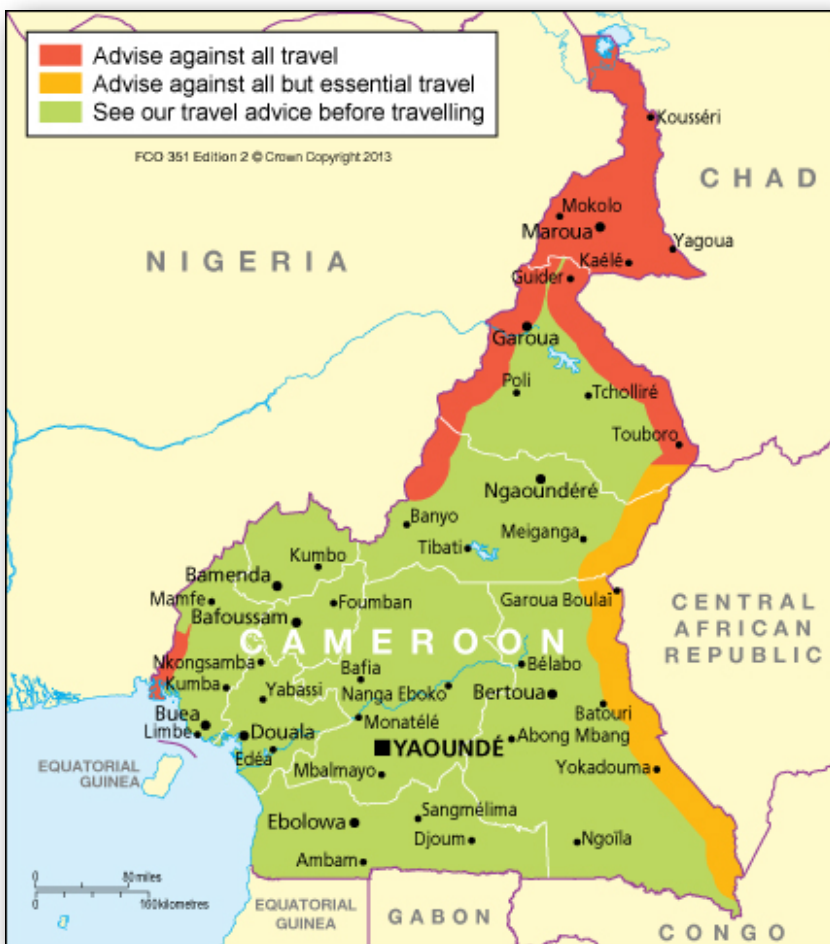 Advise against all travel
Advise against all but essential travel
See our travel advice before travelling
FCO 351 Edition 2 © Crown Copyright 2013
Kousséri
CHAD
Mokolo
Maroua
Yagoua
NIGERIA
Kaélé
Guider
Garoua
Poli
Tcholliré
Touboro
Ngaoundéré
Banyo
Meiganga
Tibati
Kumbo
Bamenda
Mamfe
Foumban
Garoua Boulaï
CENTRAL
AFRICAN
REPUBLIC
Bafoussam
CAMEROON
Nkongsamba
Bafia
Bélabo
Kumba
Yabassi
Nanga Eboko
Bertoua
Batouri
Buea
Monatélé
Limbe
Douala
Abong Mbang
YAOUNDÉ
Edéa
EQUATORIAL
GUINEA
Mbalmayo
Yokadouma
Sangmélima
Ebolowa
Djoum
Ngoïla
Ambam
0 80miles
0 160kilometres
EQUATORIAL
GUINEA
GABON
CONGO